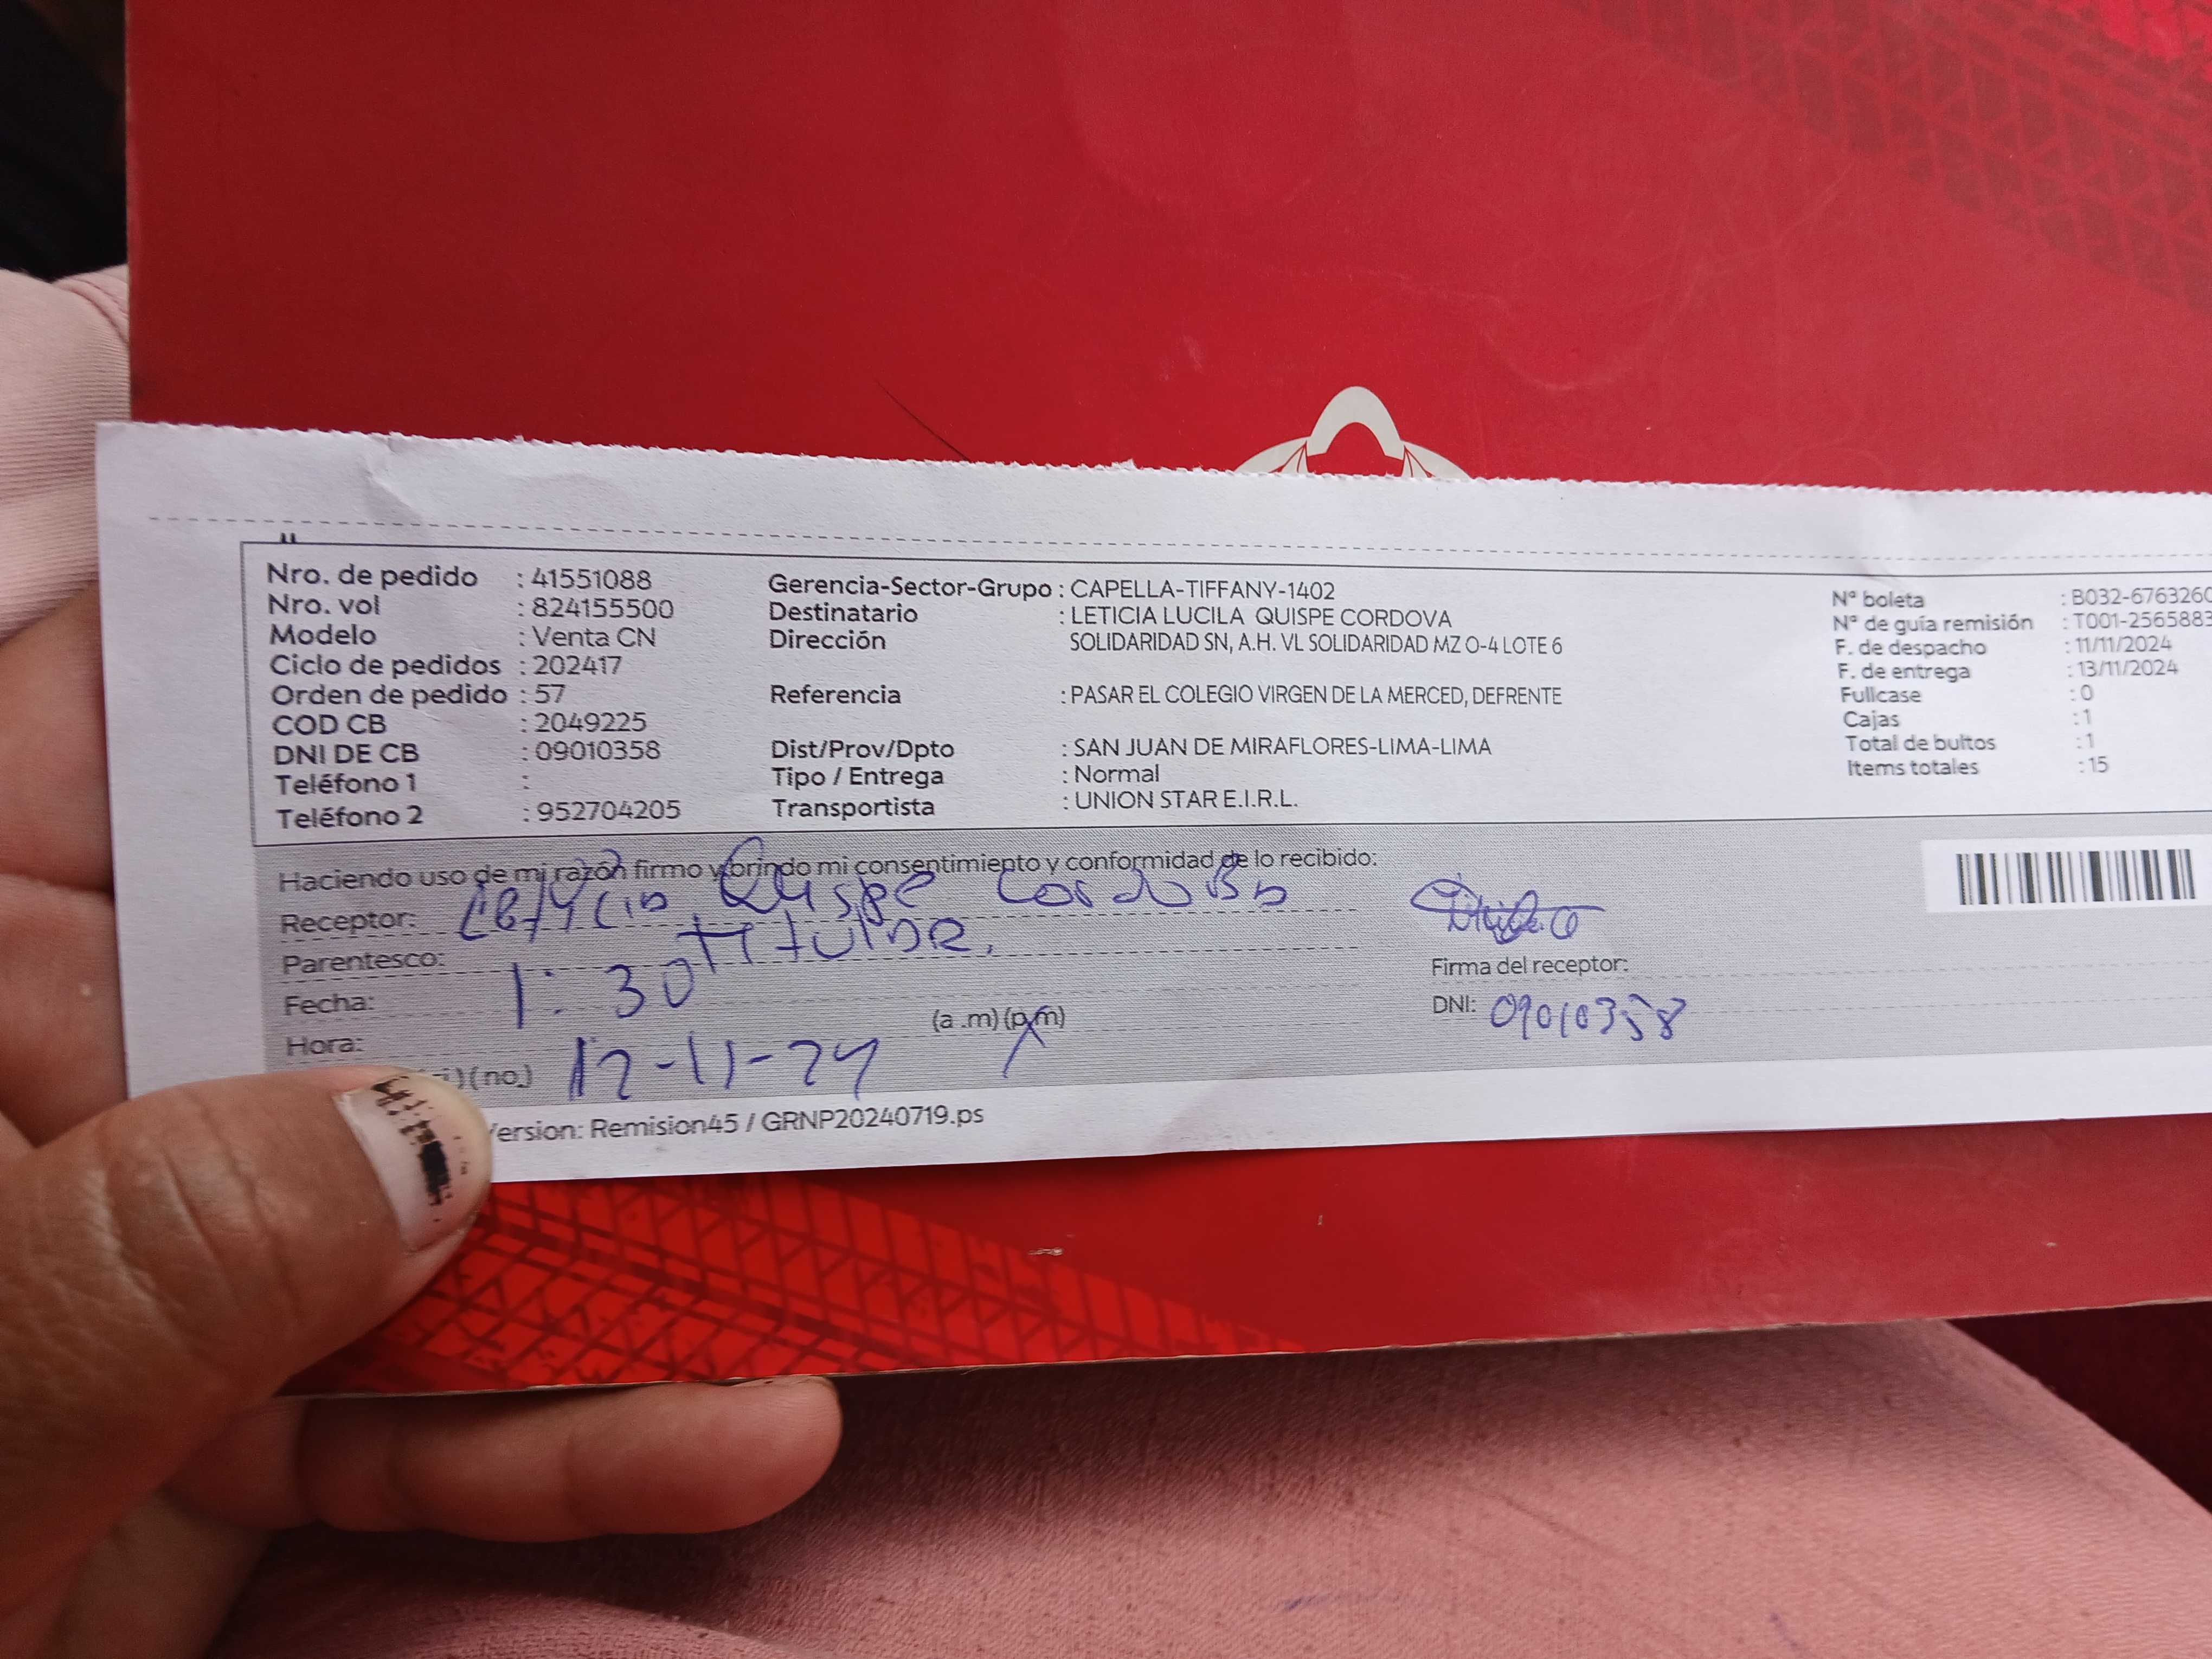 Nro. de pedido : 41551088
Nro. vol : 824155500
Modelo : Venta CN
Ciclo de pedidos : 202417
Orden de pedido : 57
COD CB : 2049225
DNI DE CB : 09010358
Teléfono 1 :
Teléfono 2 : 952704205
Gerencia-Sector-Grupo : CAPELLA-TIFFANY-1402
Destinatario : LETICIA LUCILA QUISPE CORDOVA
Dirección SOLIDARIDAD SN, A.H. VL SOLIDARIDAD MZ O-4 LOTE 6
Referencia : PASAR EL COLEGIO VIRGEN DE LA MERCED, DEFRENTE
Dist/Prov/Dpto : SAN JUAN DE MIRAFLORES-LIMA-LIMA
Tipo / Entrega : Normal
Transportista : UNION STAR E.I.R.L.
Nº boleta : B032-6763260
Nº de guía remisión : T001-2565883
F. de despacho : 11/11/2024
F. de entrega : 13/11/2024
Fullcase : 0
Cajas : 1
Total de bultos : 1
Items totales : 15
Haciendo uso de mi razón firmo y brindo mi consentimiento y conformidad de lo recibido:
Receptor: Quispe
Parentesco: titular.
Fecha: 1:30
Hora: (a .m) (p.m)
(no.) 12-11-24
Firma del receptor:
DNI: 09010358
Version: Remision45 / GRNP20240719.ps